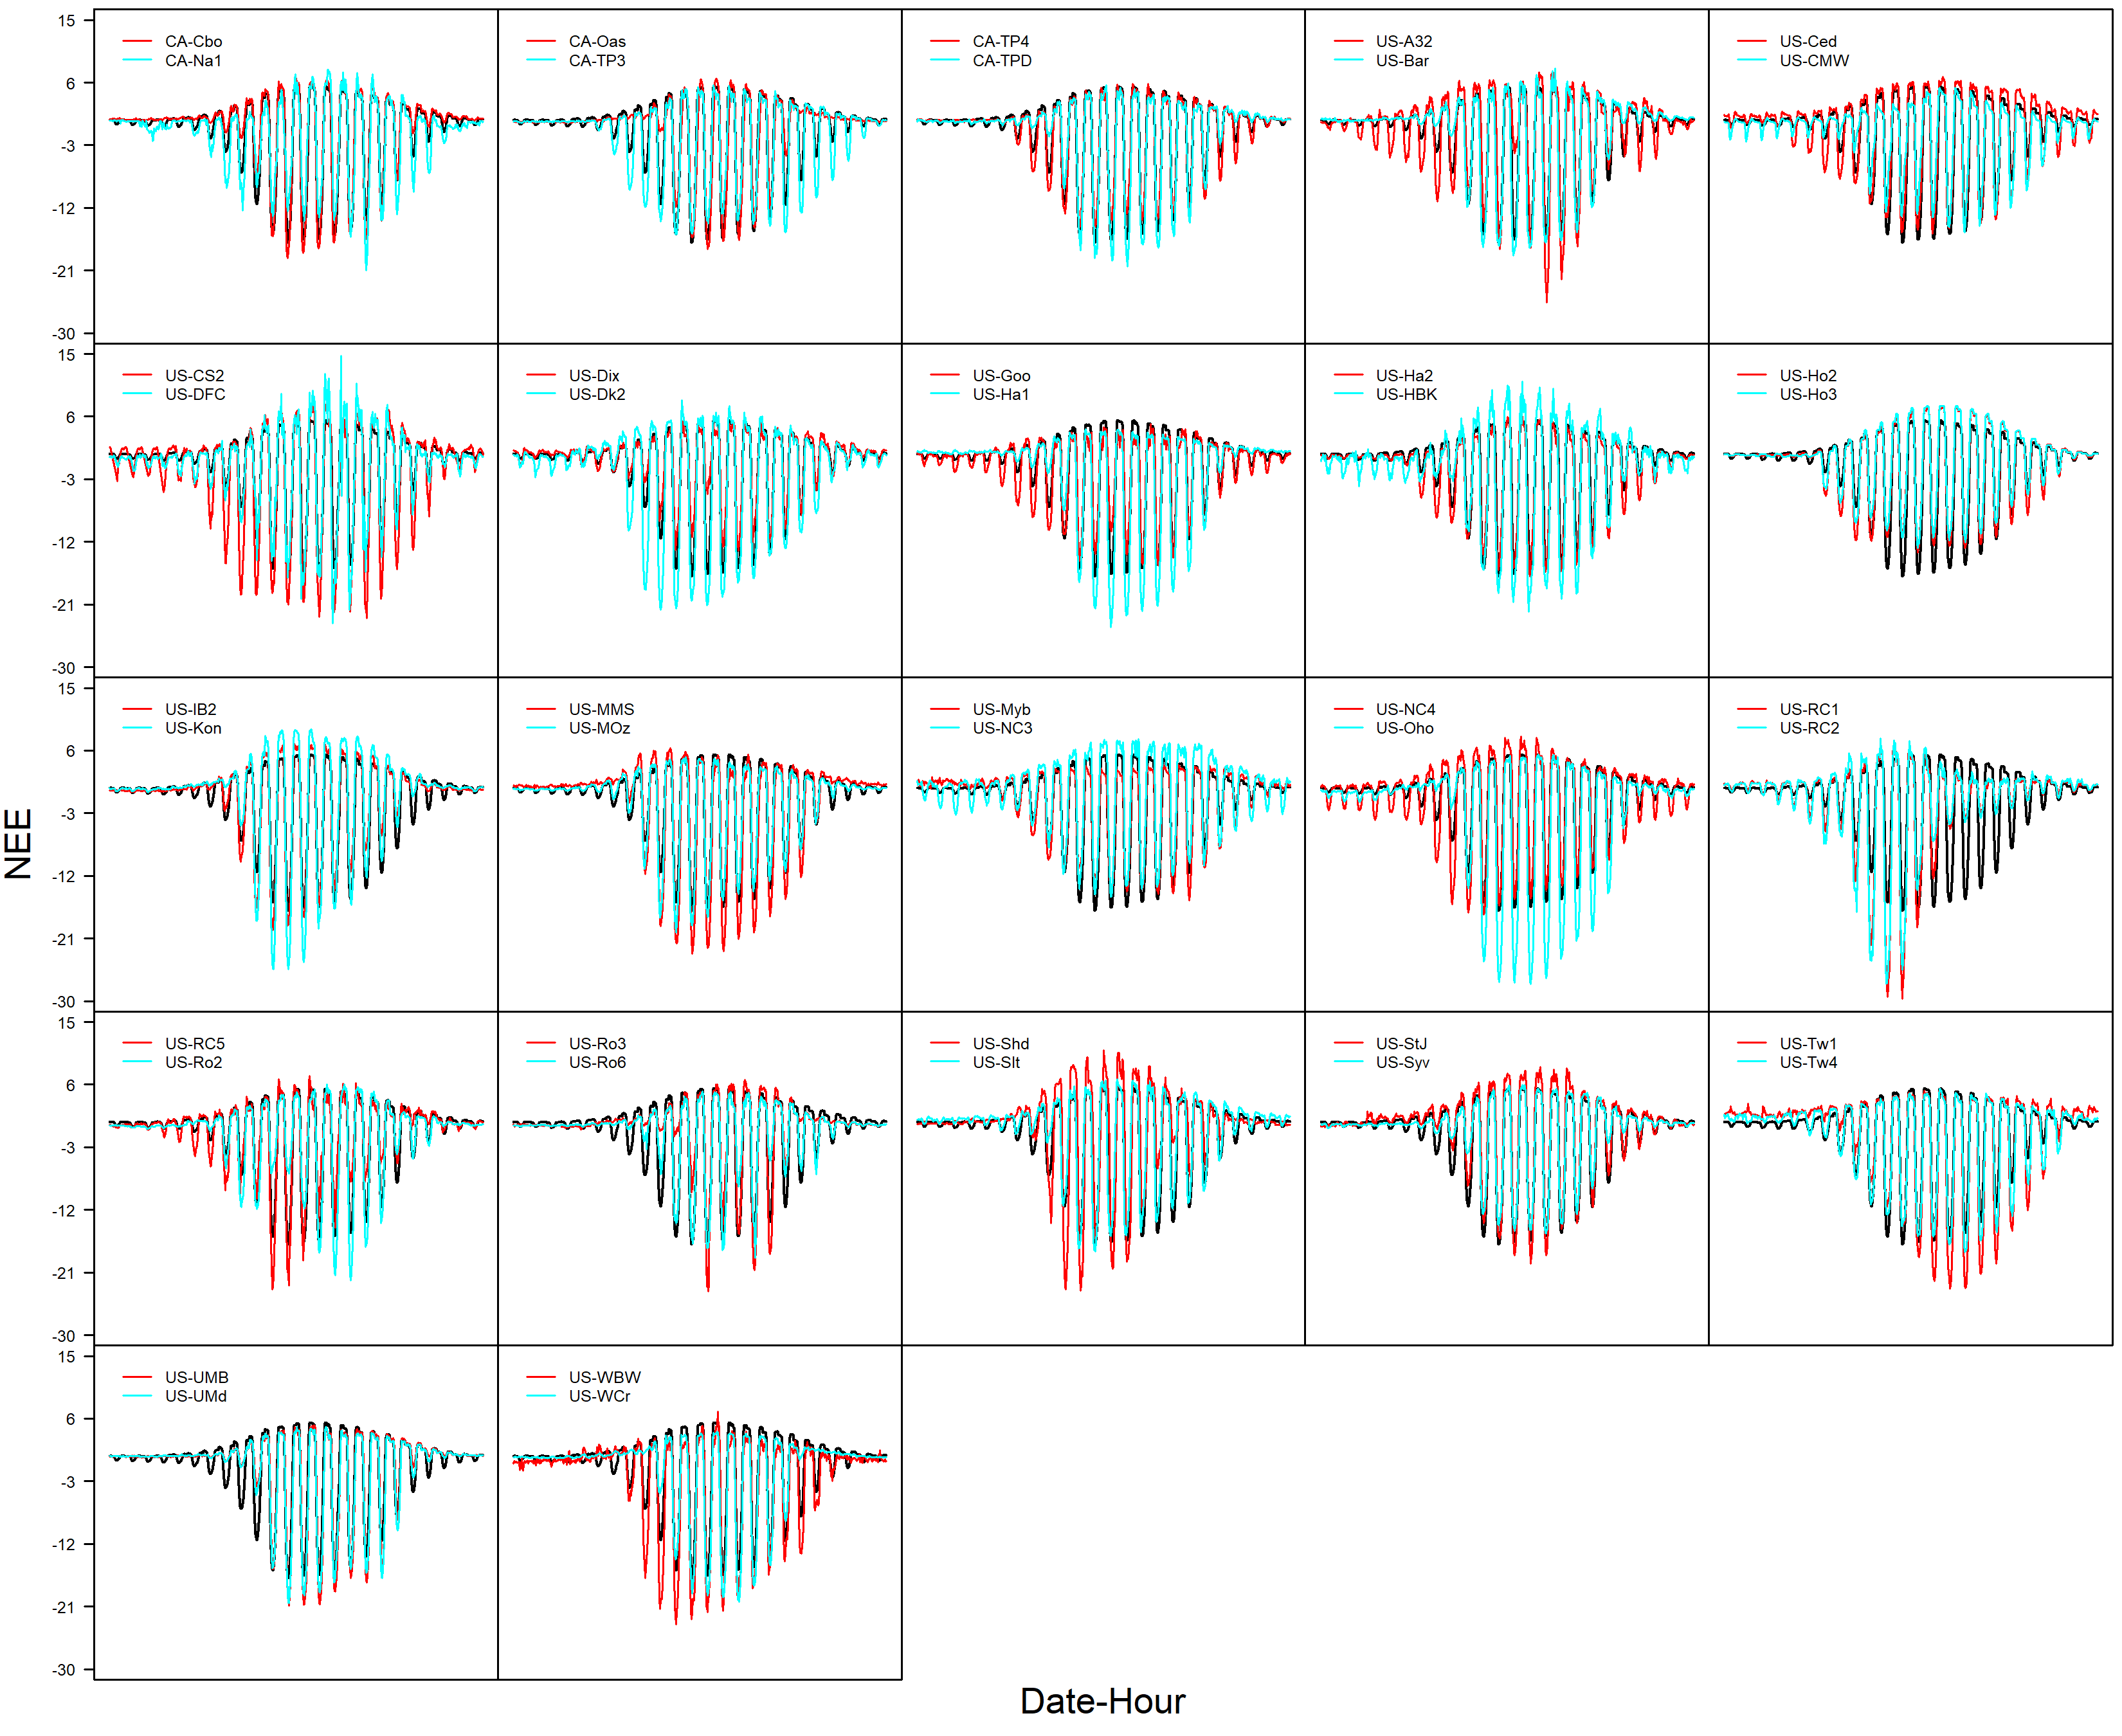 15
CA-Cbo
CA-Na1
CA-Oas
CA-TP3
CA-TP4
CA-TPD
US-A32
US-Bar
US-Ced
US-CMW
6
-3
-12
-21
-30
15
US-CS2
US-DFC
US-Dix
US-Dk2
US-Goo
US-Ha1
US-Ha2
US-HBK
US-Ho2
US-Ho3
6
-3
-12
-21
-30
15
US-IB2
US-Kon
US-MMS
US-MOz
US-Myb
US-NC3
US-NC4
US-Oho
US-RC1
US-RC2
6
-3
-12
-21
-30
NEE
15
US-RC5
US-Ro2
US-Ro3
US-Ro6
US-Shd
US-Slt
US-StJ
US-Syv
US-Tw1
US-Tw4
6
-3
-12
-21
-30
15
US-UMB
US-UMd
US-WBW
US-WCr
6
-3
-12
-21
-30
Date-Hour